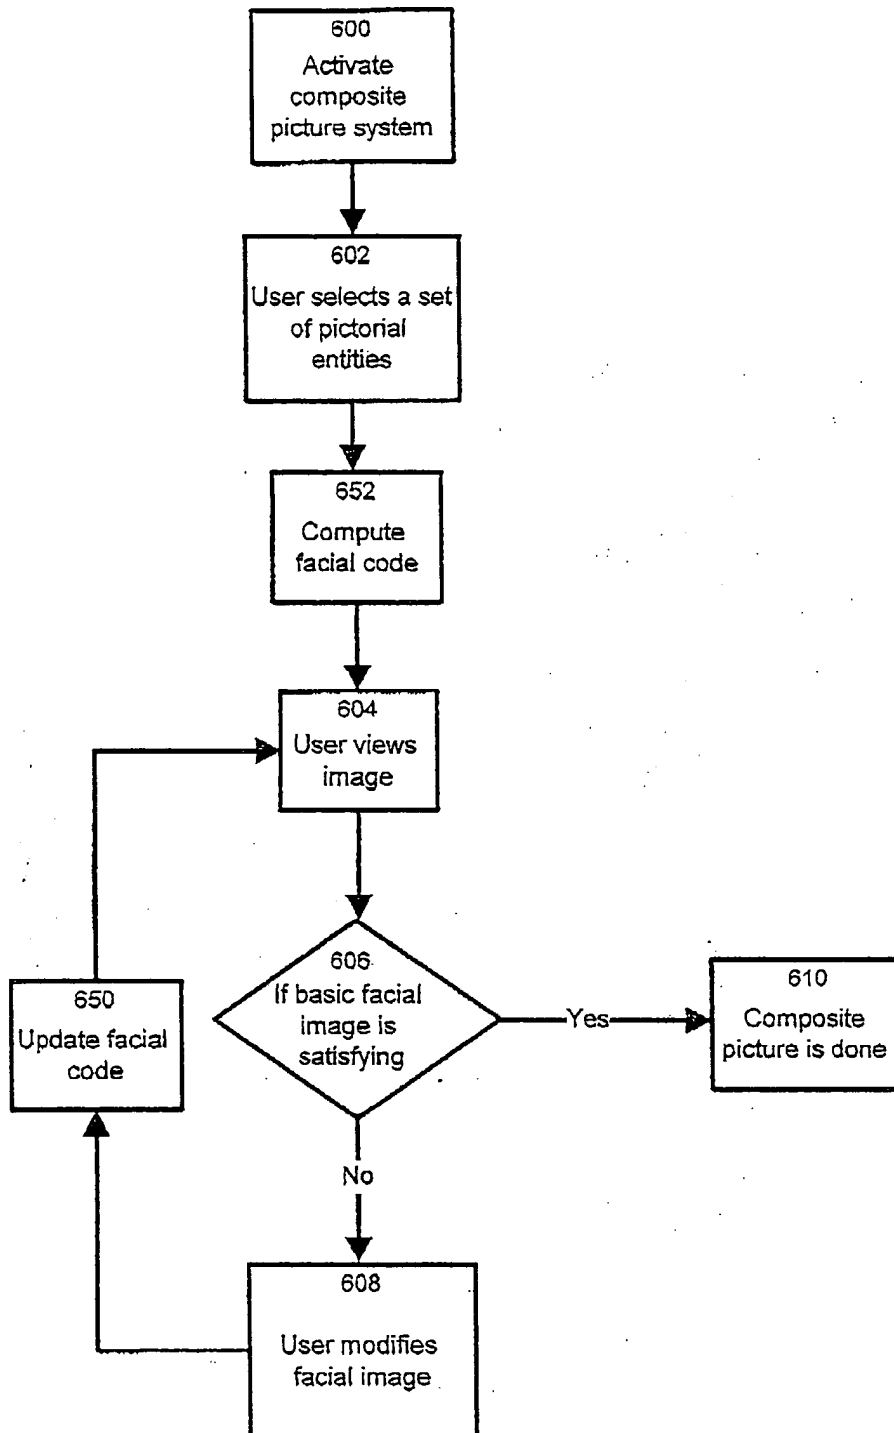 600
Activate
composite
picture system
602
User selects a set
of pictorial
entities
652
Compute
facial code
604
User views
image
606
If basic facial
image is
satisfying
Yes
610
Composite
picture is done
650
Update facial
code
No
608
User modifies
facial image